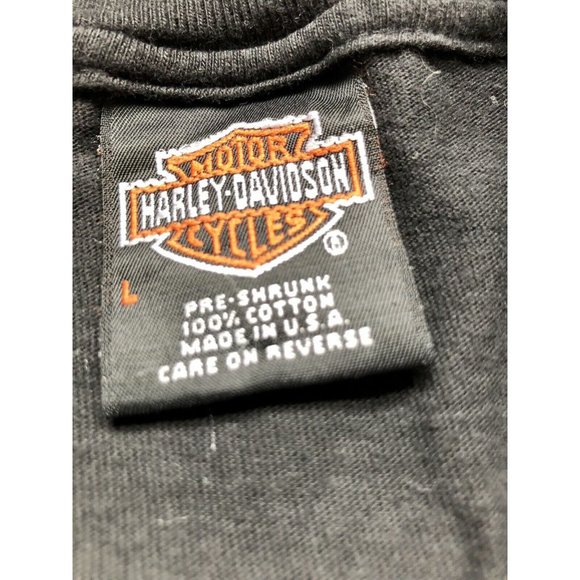 MOTOR
HARLEY-DAVIDSON
CYCLES
®
L
PRE-SHRUNK
100% COTTON
MADE IN U.S.A.
CARE ON REVERSE